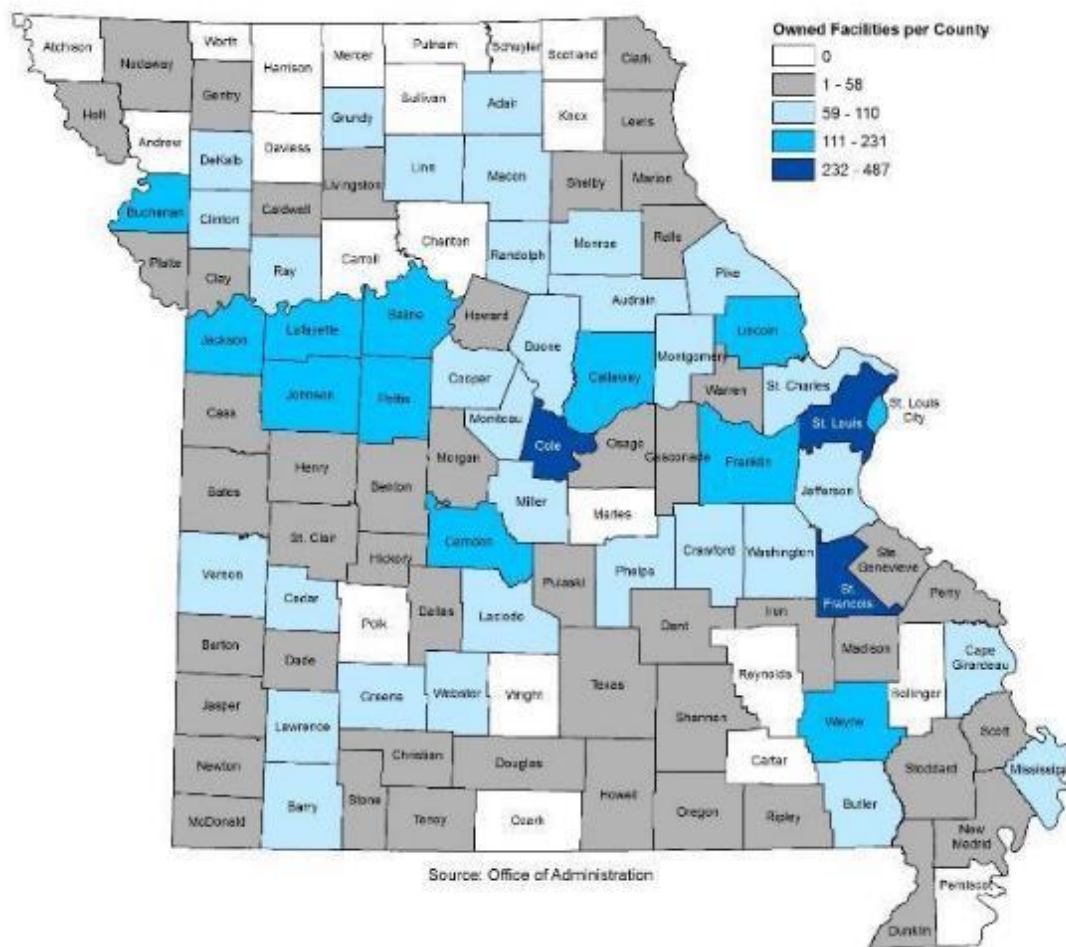 Owned Facilities per County
0
1 - 58
59 - 110
111 - 231
232 - 487
Atchison
Nodaway
Worth
Harrison
Mercer
Putnam
Schuyler
Scotland
Clark
Holt
Gentry
Grundy
Sullivan
Adair
Knox
Lewis
Andrew
DeKalb
Daviess
Livingston
Linn
Macon
Shelby
Marion
Buchanan
Clinton
Caldwell
Carroll
Chariton
Randolph
Monroe
Ralls
Platte
Clay
Ray
Pike
Audrain
Jackson
Lafayette
Saline
Howard
Boone
Callaway
Montgomery
Lincoln
Warren
St. Charles
St. Louis
St. Louis
City
Cass
Johnson
Pettis
Cooper
Moniteau
Cole
Osage
Gasconade
Franklin
Jefferson
Bates
Henry
Benton
Morgan
Miller
Maries
St. Clair
Hickory
Camden
Pulaski
Phelps
Crawford
Washington
St.
Francois
Ste.
Genevieve
Perry
Vernon
Cedar
Polk
Dallas
Laclede
Dent
Iron
Madison
Barton
Dade
Greene
Webster
Wright
Texas
Reynolds
Bollinger
Cape
Girardeau
Jasper
Lawrence
Christian
Douglas
Shannon
Wayne
Carter
Scott
Stoddard
Mississippi
Newton
McDonald
Barry
Stone
Taney
Ozark
Howell
Oregon
Ripley
Butler
New
Madrid
Pemiscot
Dunklin
Source: Office of Administration